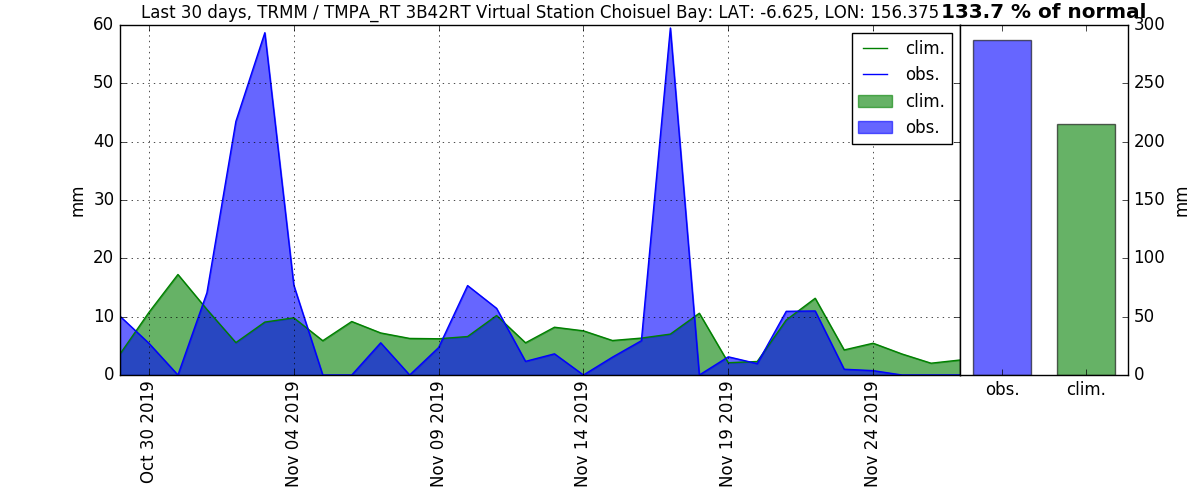 Last 30 days, TRMM / TMPA_RT 3B42RT Virtual Station Choisuel Bay: LAT: -6.625, LON: 156.375
133.7 % of normal
60
50
40
30
20
10
0
mm
clim.
obs.
clim.
obs.
300
250
200
150
100
50
0
mm
Oct 30 2019
Nov 04 2019
Nov 09 2019
Nov 14 2019
Nov 19 2019
Nov 24 2019
obs.
clim.